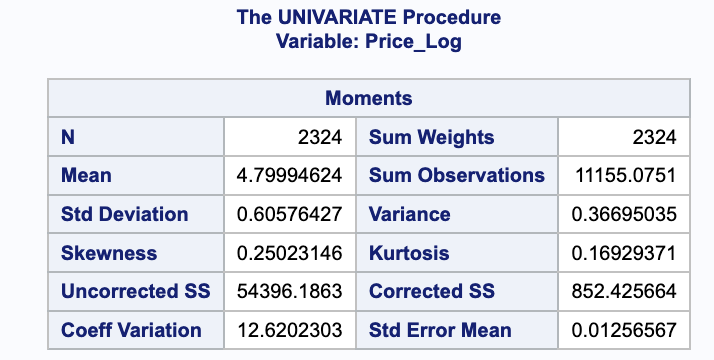 The UNIVARIATE Procedure
Variable: Price_Log
Moments
N 2324 Sum Weights 2324
Mean 4.79994624 Sum Observations 11155.0751
Std Deviation 0.60576427 Variance 0.36695035
Skewness 0.25023146 Kurtosis 0.16929371
Uncorrected SS 54396.1863 Corrected SS 852.425664
Coeff Variation 12.6202303 Std Error Mean 0.01256567